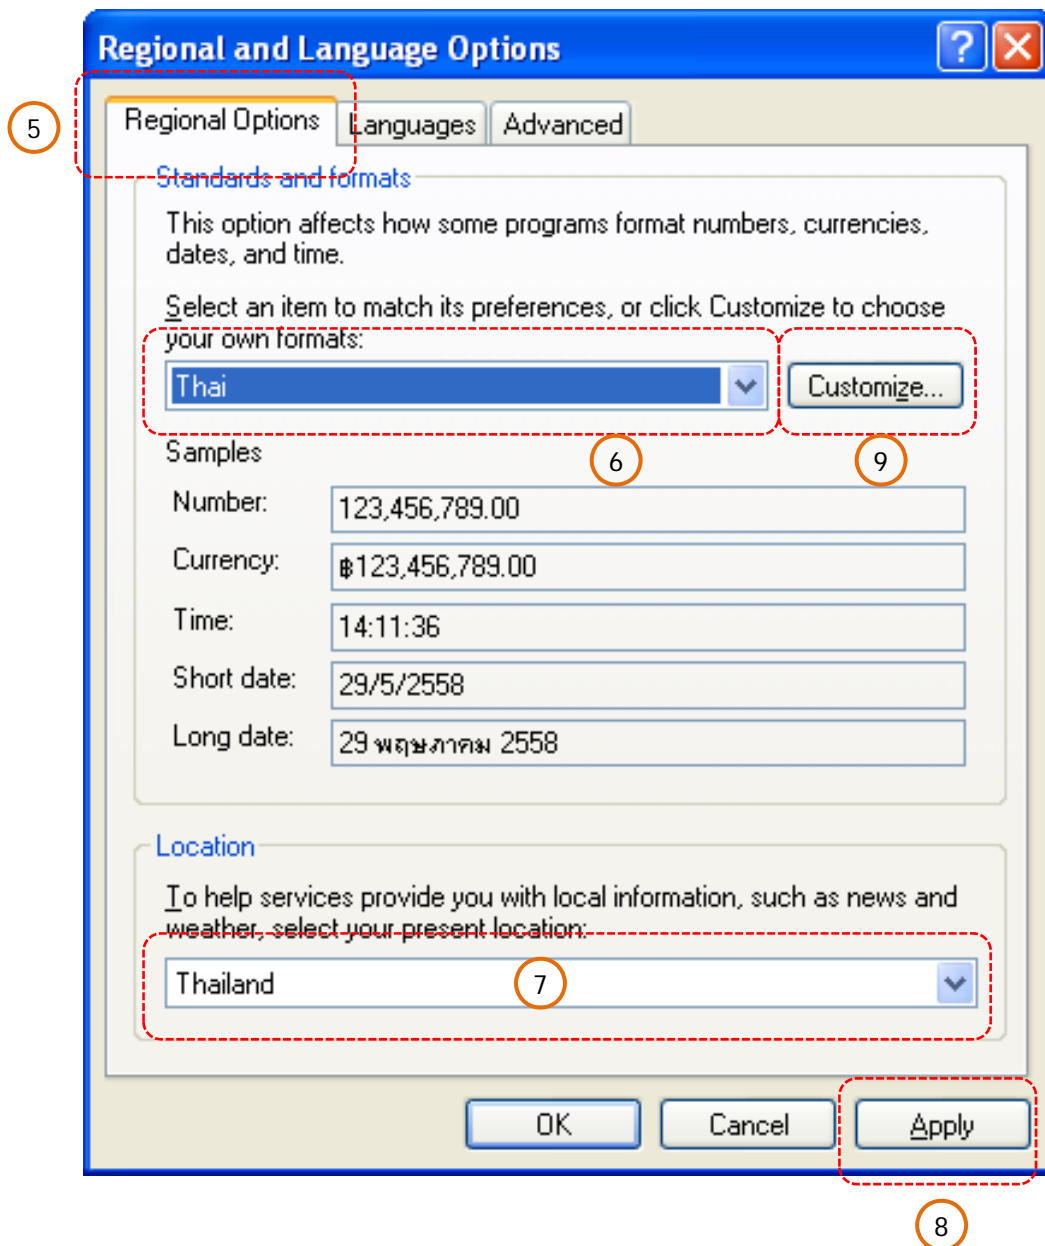 Regional and Language Options
5
Regional Options
Languages
Advanced
Standards and formats
This option affects how some programs format numbers, currencies,
dates, and time.
Select an item to match its preferences, or click Customize to choose
your own formats:
Thai
Customize...
6
9
Samples
Number:
123,456,789.00
Currency:
฿123,456,789.00
Time:
14:11:36
Short date:
29/5/2558
Long date:
29 พฤษภาคม 2558
Location
To help services provide you with local information, such as news and
weather, select your present location:
Thailand
7
OK
Cancel
Apply
8